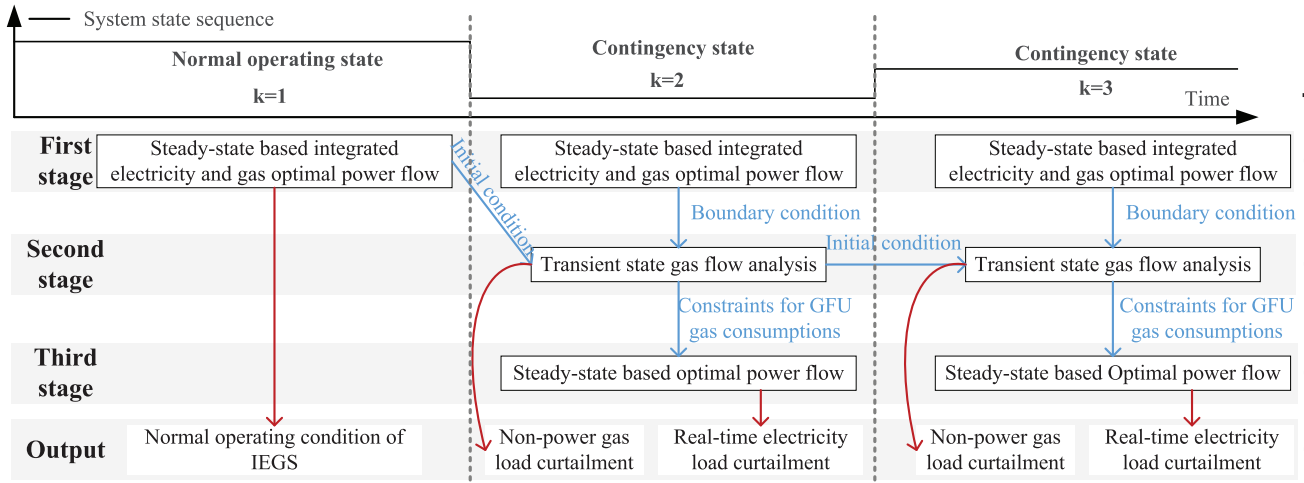 System state sequence
Normal operating state
k=1
Contingency state
k=2
Contingency state
k=3
Time
First
stage
Steady-state based integrated
electricity and gas optimal power flow
Initial condition
Steady-state based integrated
electricity and gas optimal power flow
Steady-state based integrated
electricity and gas optimal power flow
Boundary condition
Boundary condition
Second
stage
Transient state gas flow analysis
Initial condition
Transient state gas flow analysis
Constraints for GFU
gas consumptions
Constraints for GFU
gas consumptions
Third
stage
Steady-state based optimal power flow
Steady-state based Optimal power flow
Output
Normal operating condition of
IEGS
Non-power gas
load curtailment
Real-time electricity
load curtailment
Non-power gas
load curtailment
Real-time electricity
load curtailment